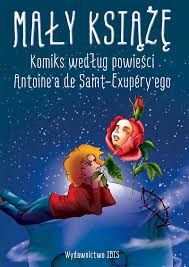 MAŁY KSIĄŻĘ
Komiks według powieści
Antoine'a de Saint-Exupéry'ego
Wydawnictwo IBIS